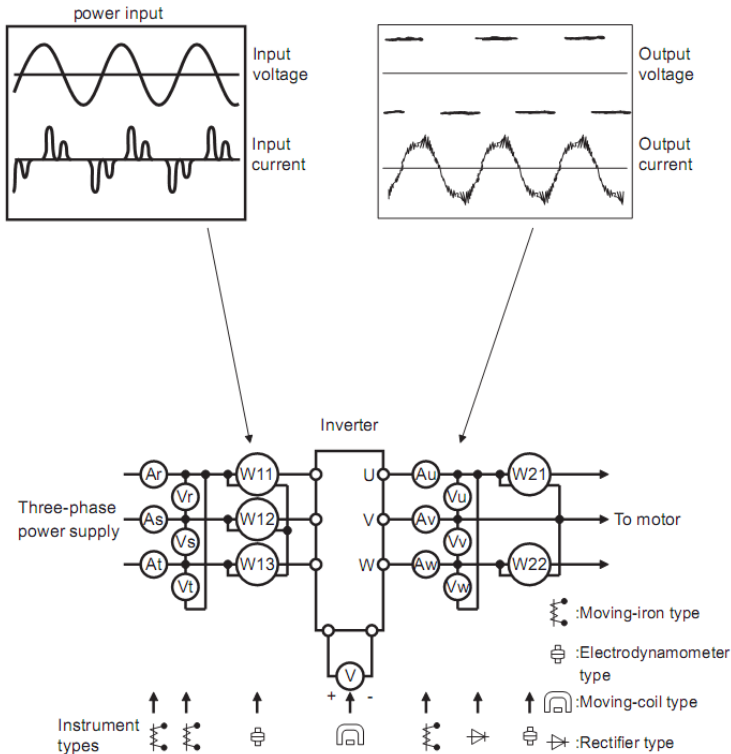 power input
Input
voltage
Input
current
Output
voltage
Output
current
Inverter
Three-phase
power supply
Ar
As
At
Vr
Vs
Vt
W11
W12
W13
U
V
W
Au
Av
Aw
Vu
Vv
Vw
W21
W22
To motor
+ V -
:Moving-iron type
:Electrodynamometer
type
:Moving-coil type
:Rectifier type
Instrument
types